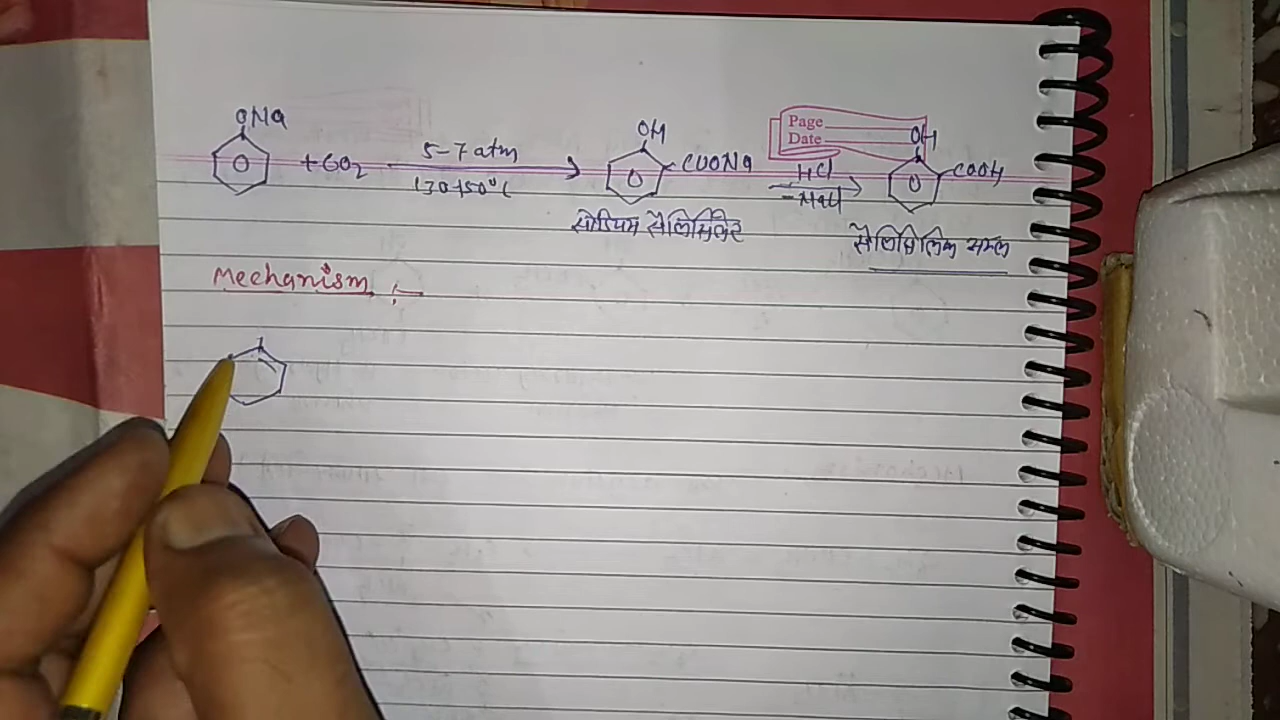 ONa + CO2 5-7 atm 130-150°C OH COONa Page Date HCl -NaCl OH COOH
सोडियम सैलिसिलेट सैलिसिलिक अम्ल
Mechanism :-